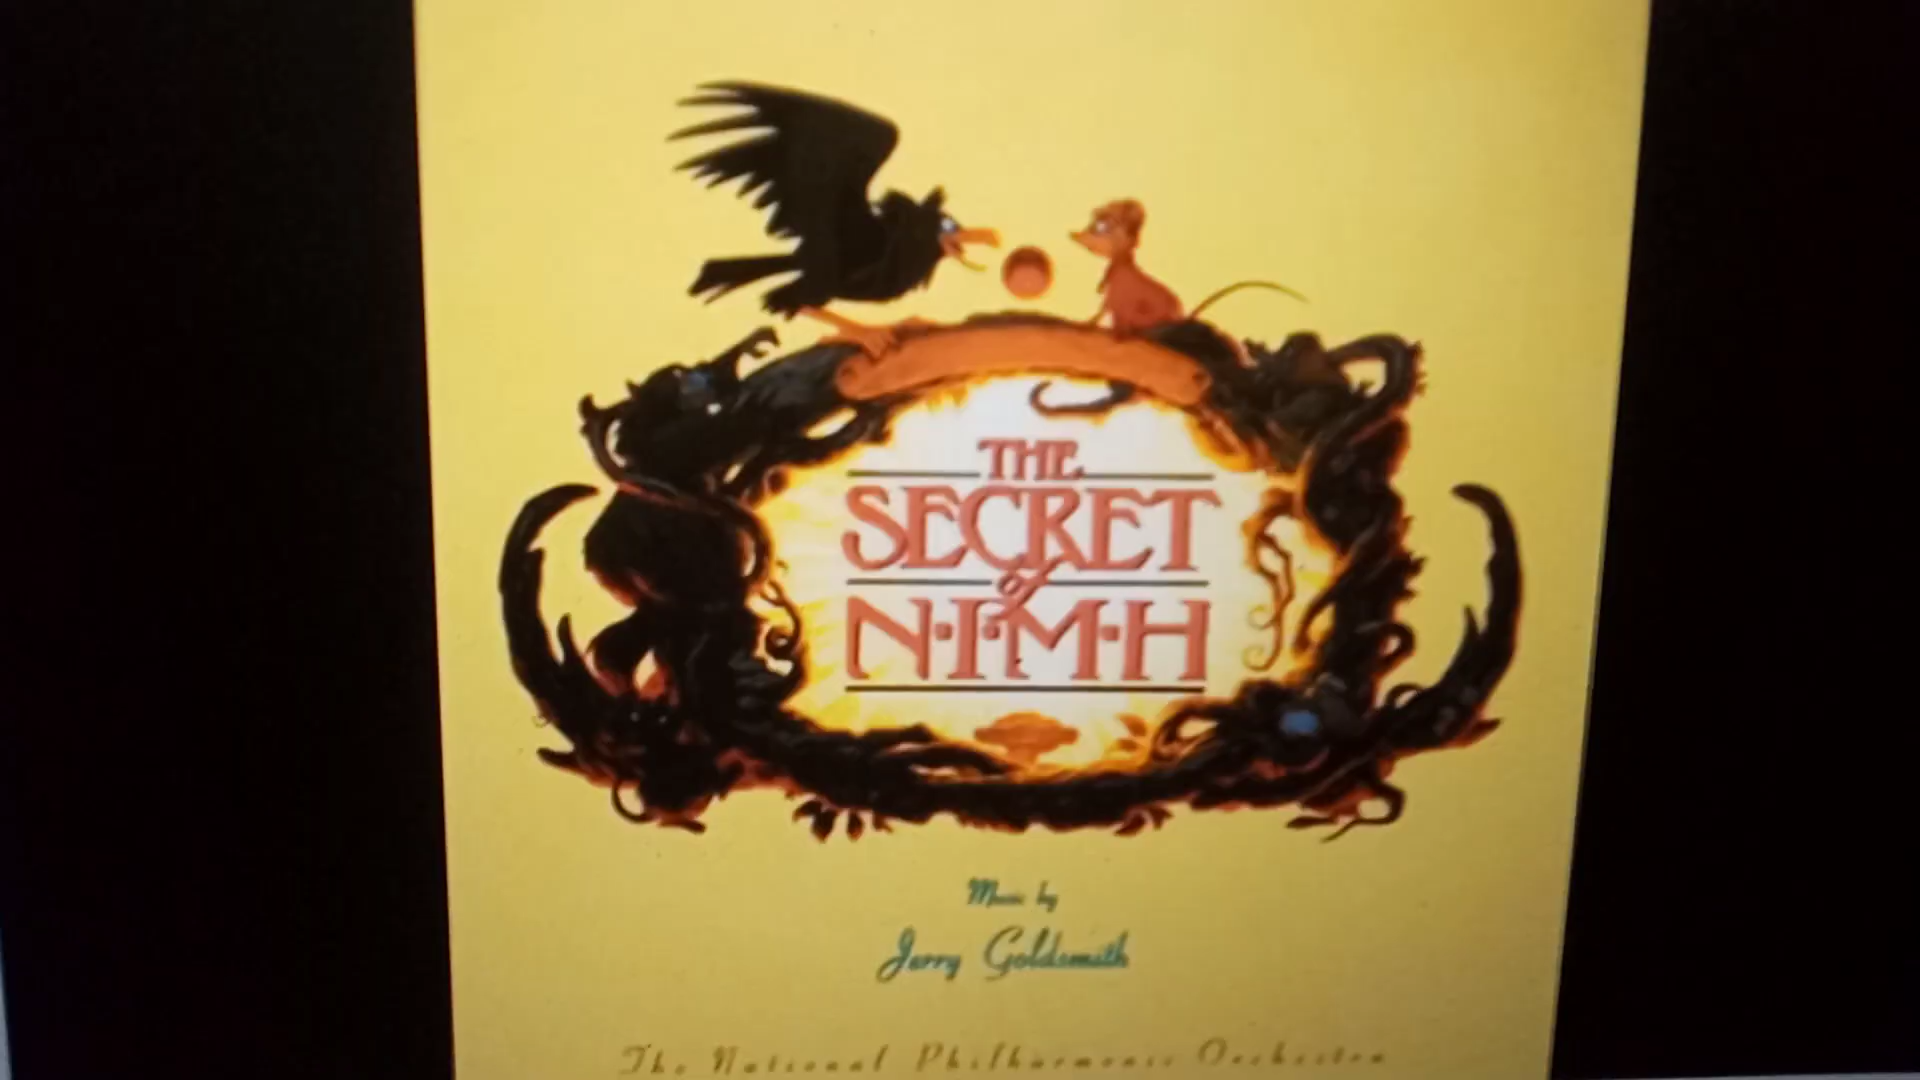 THE
SECRET
of
N·I·M·H
Music by
Jerry Goldsmith
The National Philharmonic Orchestra